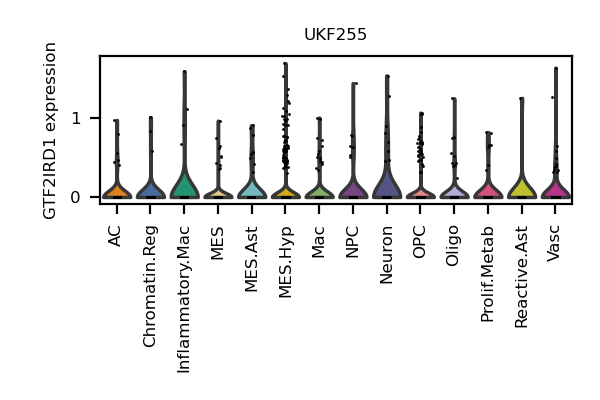 UKF255
GTF2IRD1 expression
1
0
AC
Chromatin.Reg
Inflammatory.Mac
MES
MES.Ast
MES.Hyp
Mac
NPC
Neuron
OPC
Oligo
Prolif.Metab
Reactive.Ast
Vasc